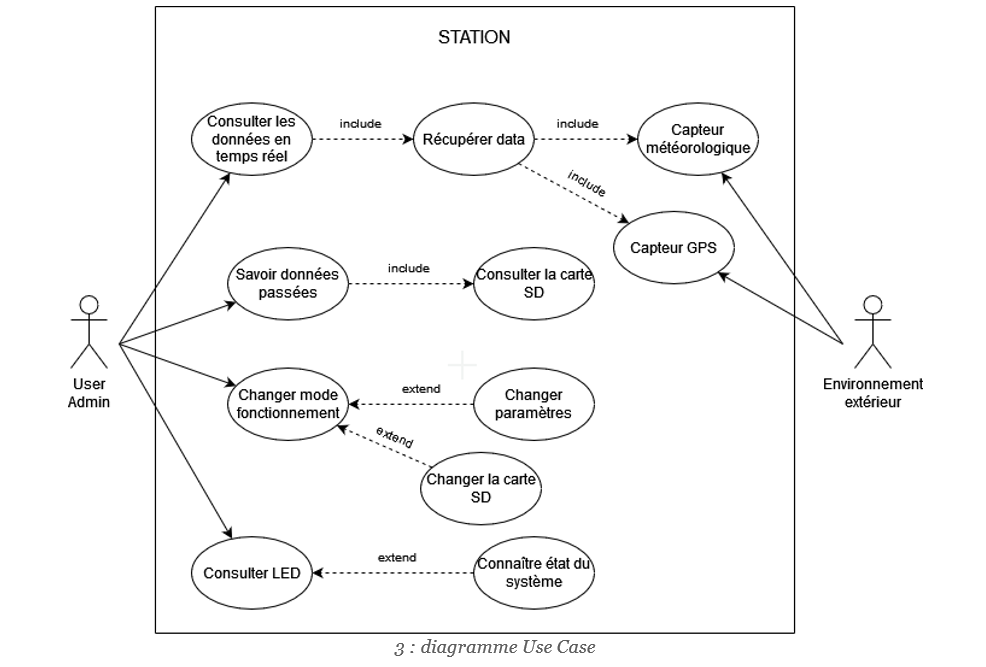 STATION
Consulter les
données en
temps réel
include
Récupérer data
include
Capteur
météorologique
include
Capteur GPS
Savoir données
passées
include
Consulter la carte
SD
User
Admin
Environnement
extérieur
Changer mode
fonctionnement
extend
Changer
paramètres
extend
Changer la carte
SD
Consulter LED
extend
Connaître état du
système
3 : diagramme Use Case